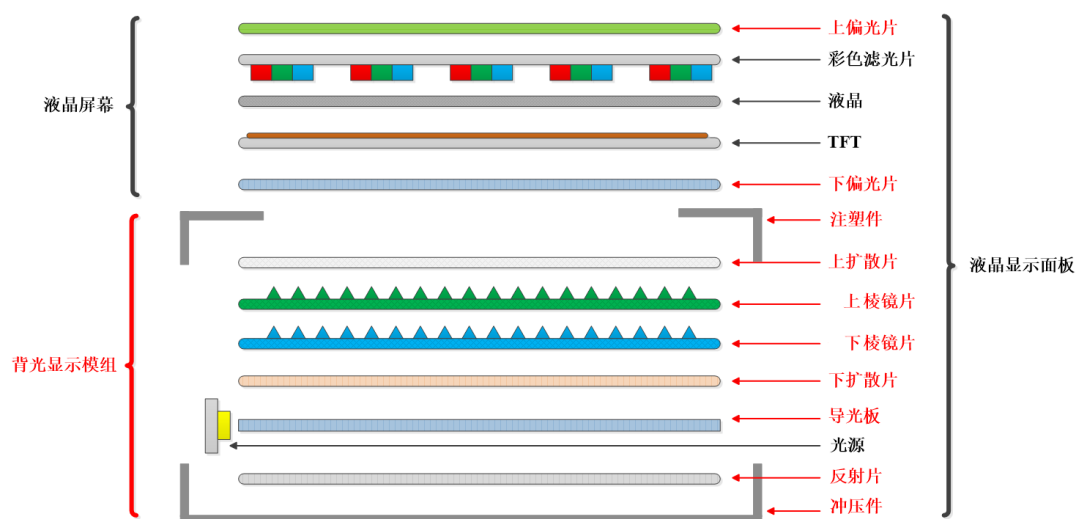 上偏光片
彩色滤光片
液晶屏幕
液晶
TFT
下偏光片
注塑件
上扩散片
液晶显示面板
上棱镜片
下棱镜片
背光显示模组
下扩散片
导光板
光源
反射片
冲压件